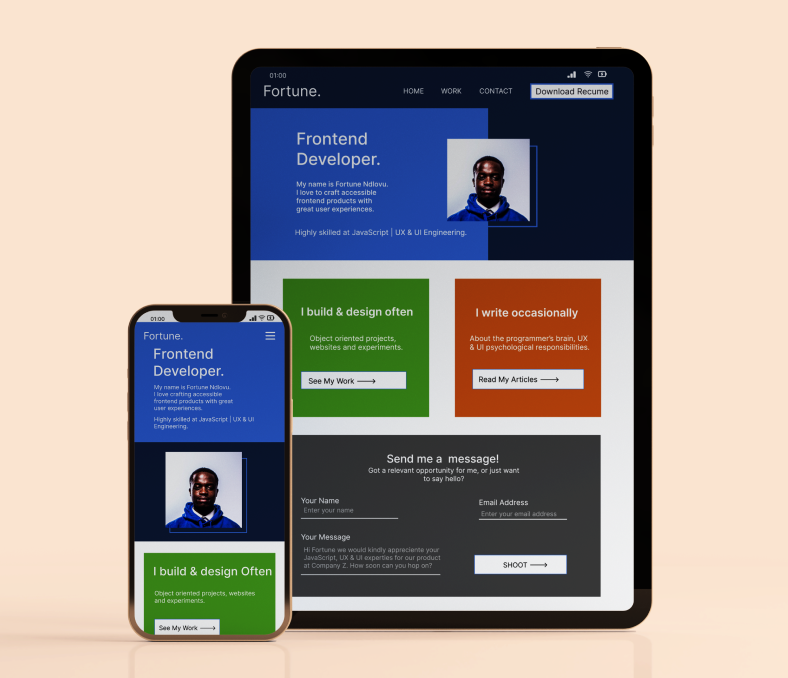 01:00
Fortune.
HOME
WORK
CONTACT
Download Recume
Frontend
Developer.
My name is Fortune Ndlovu.
I love to craft accessible
frontend products with
great user experiences.
Highly skilled at JavaScript | UX & UI Engineering.
I build & design often
Object oriented projects,
websites and experiments.
See My Work
I write occasionally
About the programmer's brain, UX
& UI psychological responsibilities.
Read My Articles
Send me a message!
Got a relevant opportunity for me, or just want
to say hello?
Your Name
Enter your name
Email Address
Enter your email address
Your Message
Hi Fortune we would kindly appreciente your
JavaScript, UX & UI experties for our product
at Company Z. How soon can you hop on?
SHOOT
01:00
Fortune.
Frontend
Developer.
My name is Fortune Ndlovu.
I love crafting accessible
frontend products with great
user experiences.
Highly skilled at JavaScript | UX & UI
Engineering.
I build & design Often
Object oriented projects, websites
and experiments.
See My Work